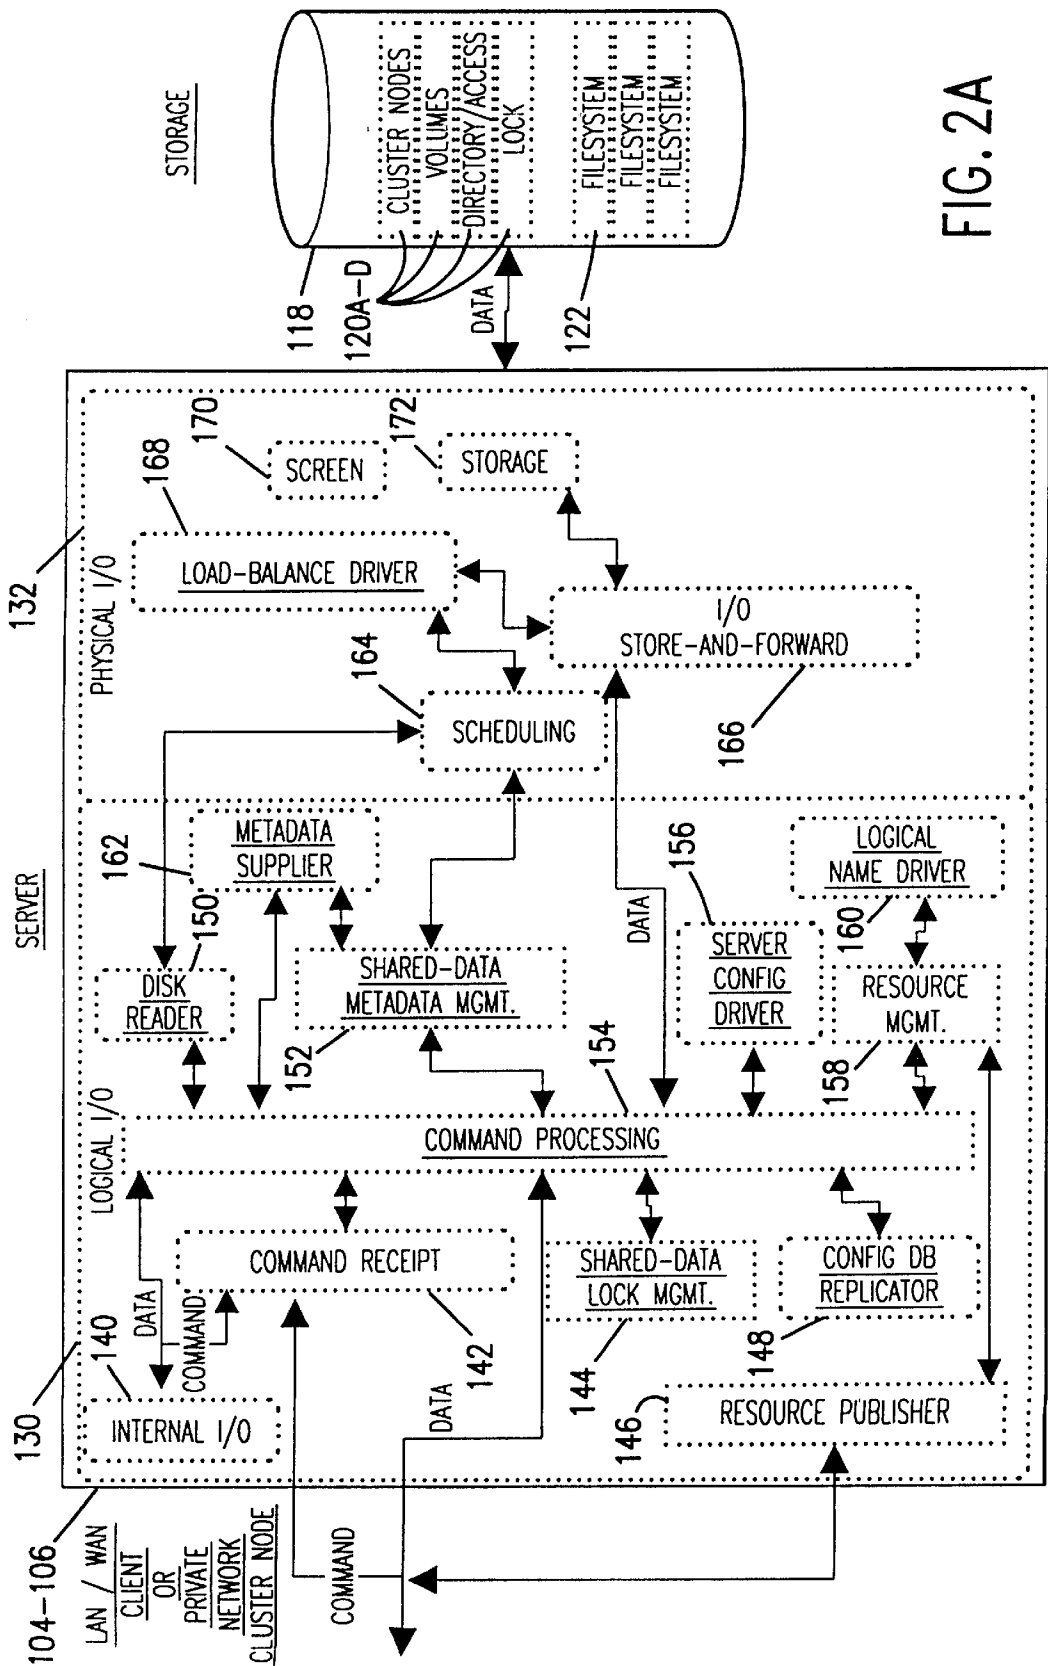 SERVER
STORAGE
LAN / WAN
CLIENT
OR
PRIVATE
NETWORK
CLUSTER NODE
104-106
130
132
LOGICAL I/O
PHYSICAL I/O
INTERNAL I/O
140
DATA
COMMAND
COMMAND RECEIPT
142
COMMAND
DATA
SHARED-DATA
LOCK MGMT.
144
RESOURCE PUBLISHER
146
CONFIG DB
REPLICATOR
148
COMMAND PROCESSING
154
DISK
READER
150
METADATA
SUPPLIER
162
SHARED-DATA
METADATA MGMT.
152
DATA
SERVER
CONFIG
DRIVER
156
RESOURCE
MGMT.
158
LOGICAL
NAME DRIVER
160
SCHEDULING
164
LOAD-BALANCE DRIVER
168
I/O
STORE-AND-FORWARD
166
SCREEN
170
STORAGE
172
DATA
118
120A-D
CLUSTER NODES
VOLUMES
DIRECTORY/ACCESS
LOCK
122
FILESYSTEM
FILESYSTEM
FILESYSTEM
FIG. 2A